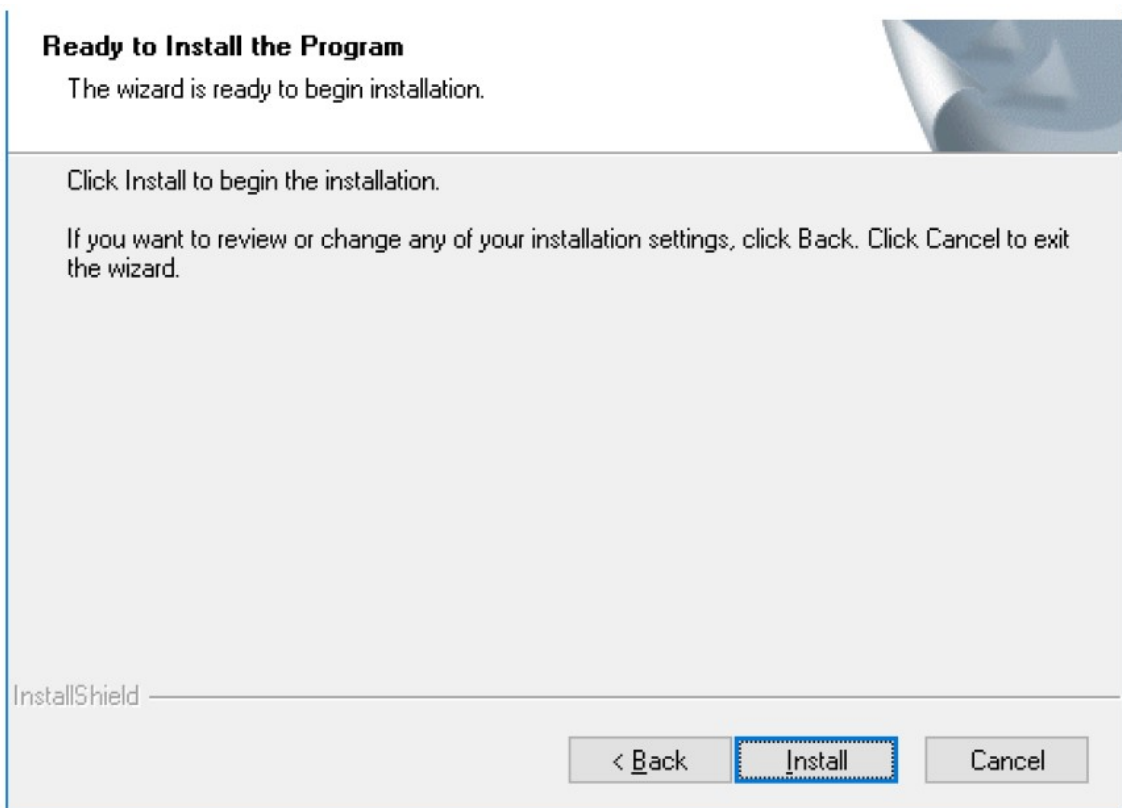 Ready to Install the Program
The wizard is ready to begin installation.
Click Install to begin the installation.
If you want to review or change any of your installation settings, click Back. Click Cancel to exit
the wizard.
InstallShield
< Back
Install
Cancel